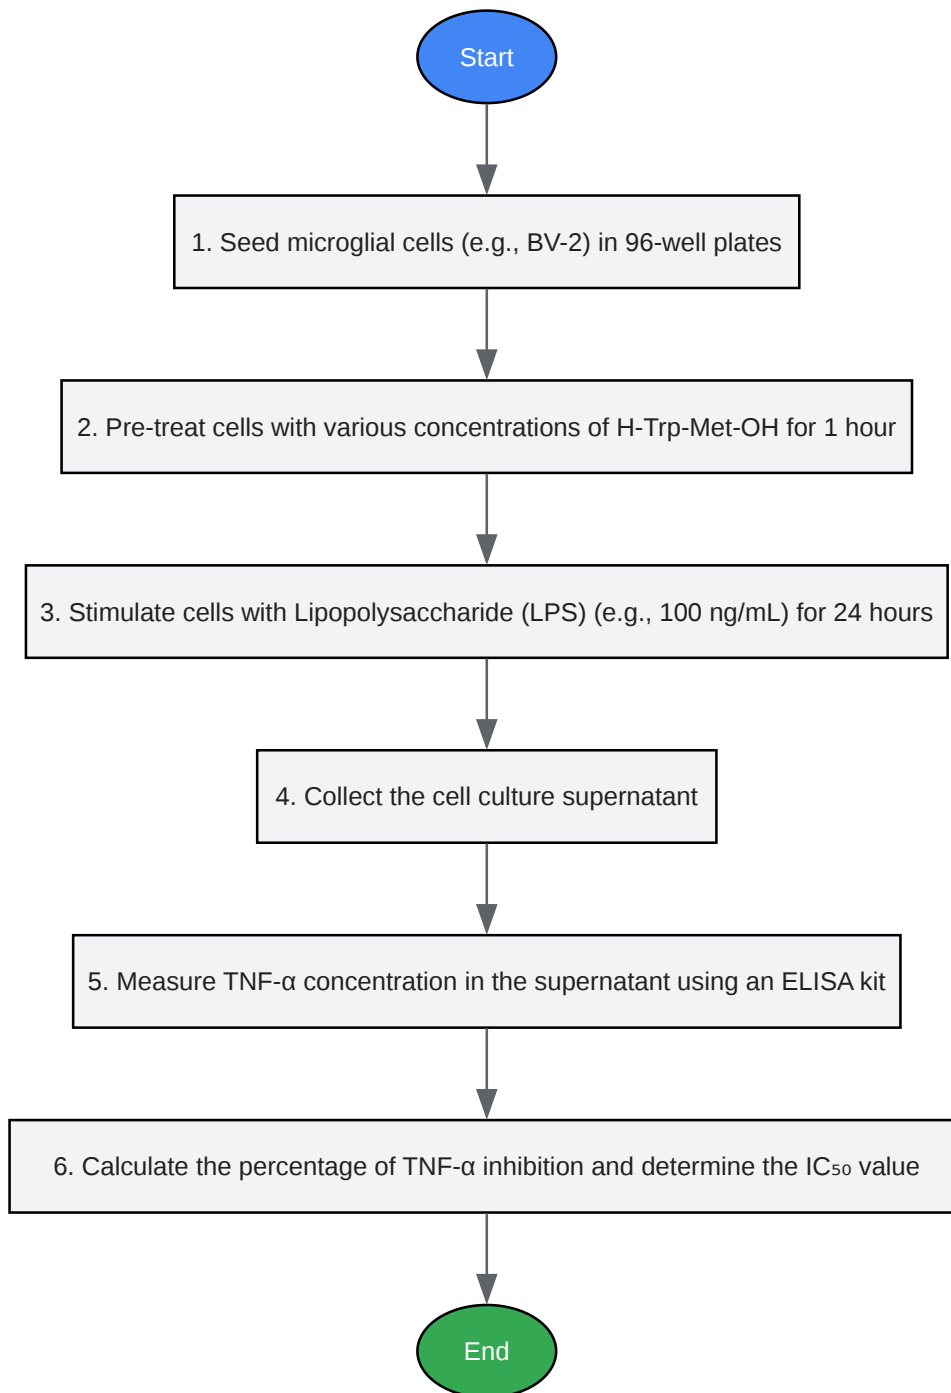 Start
1. Seed microglial cells (e.g., BV-2) in 96-well plates
2. Pre-treat cells with various concentrations of H-Trp-Met-OH for 1 hour
3. Stimulate cells with Lipopolysaccharide (LPS) (e.g., 100 ng/mL) for 24 hours
4. Collect the cell culture supernatant
5. Measure TNF-α concentration in the supernatant using an ELISA kit
6. Calculate the percentage of TNF-α inhibition and determine the IC₅₀ value
End